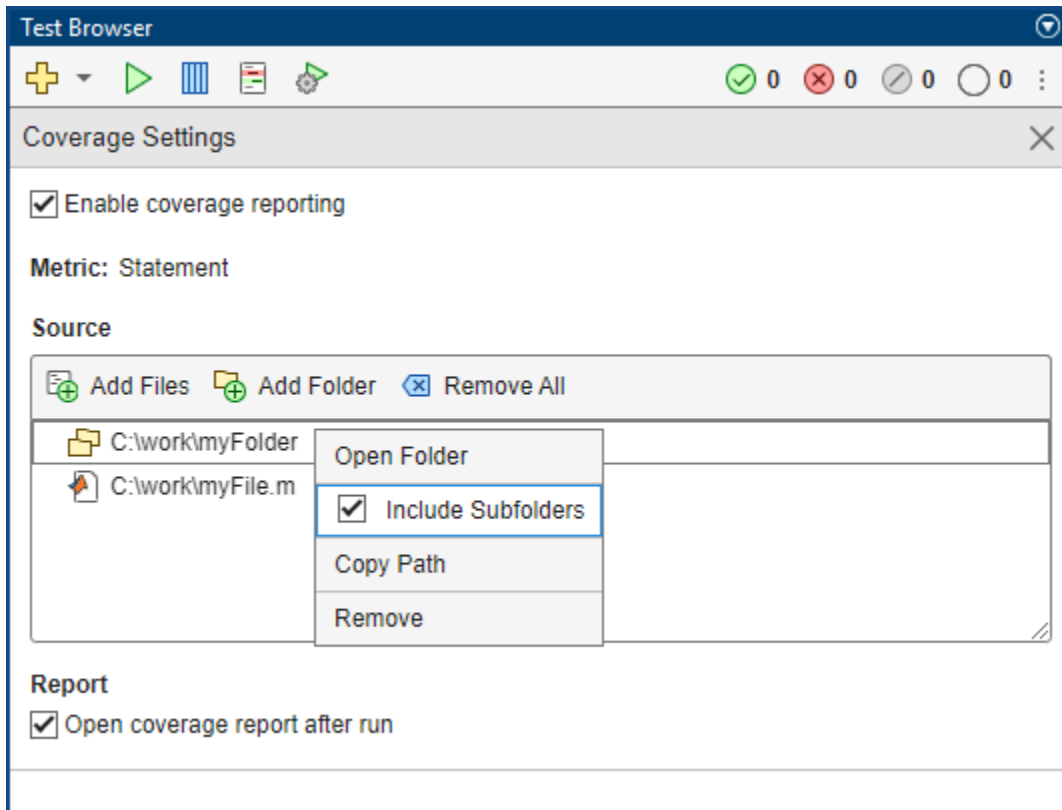 Test Browser
0 0 0 0
Coverage Settings
Enable coverage reporting
Metric: Statement
Source
Add Files Add Folder Remove All
C:\work\myFolder
C:\work\myFile.m
Open Folder
Include Subfolders
Copy Path
Remove
Report
Open coverage report after run